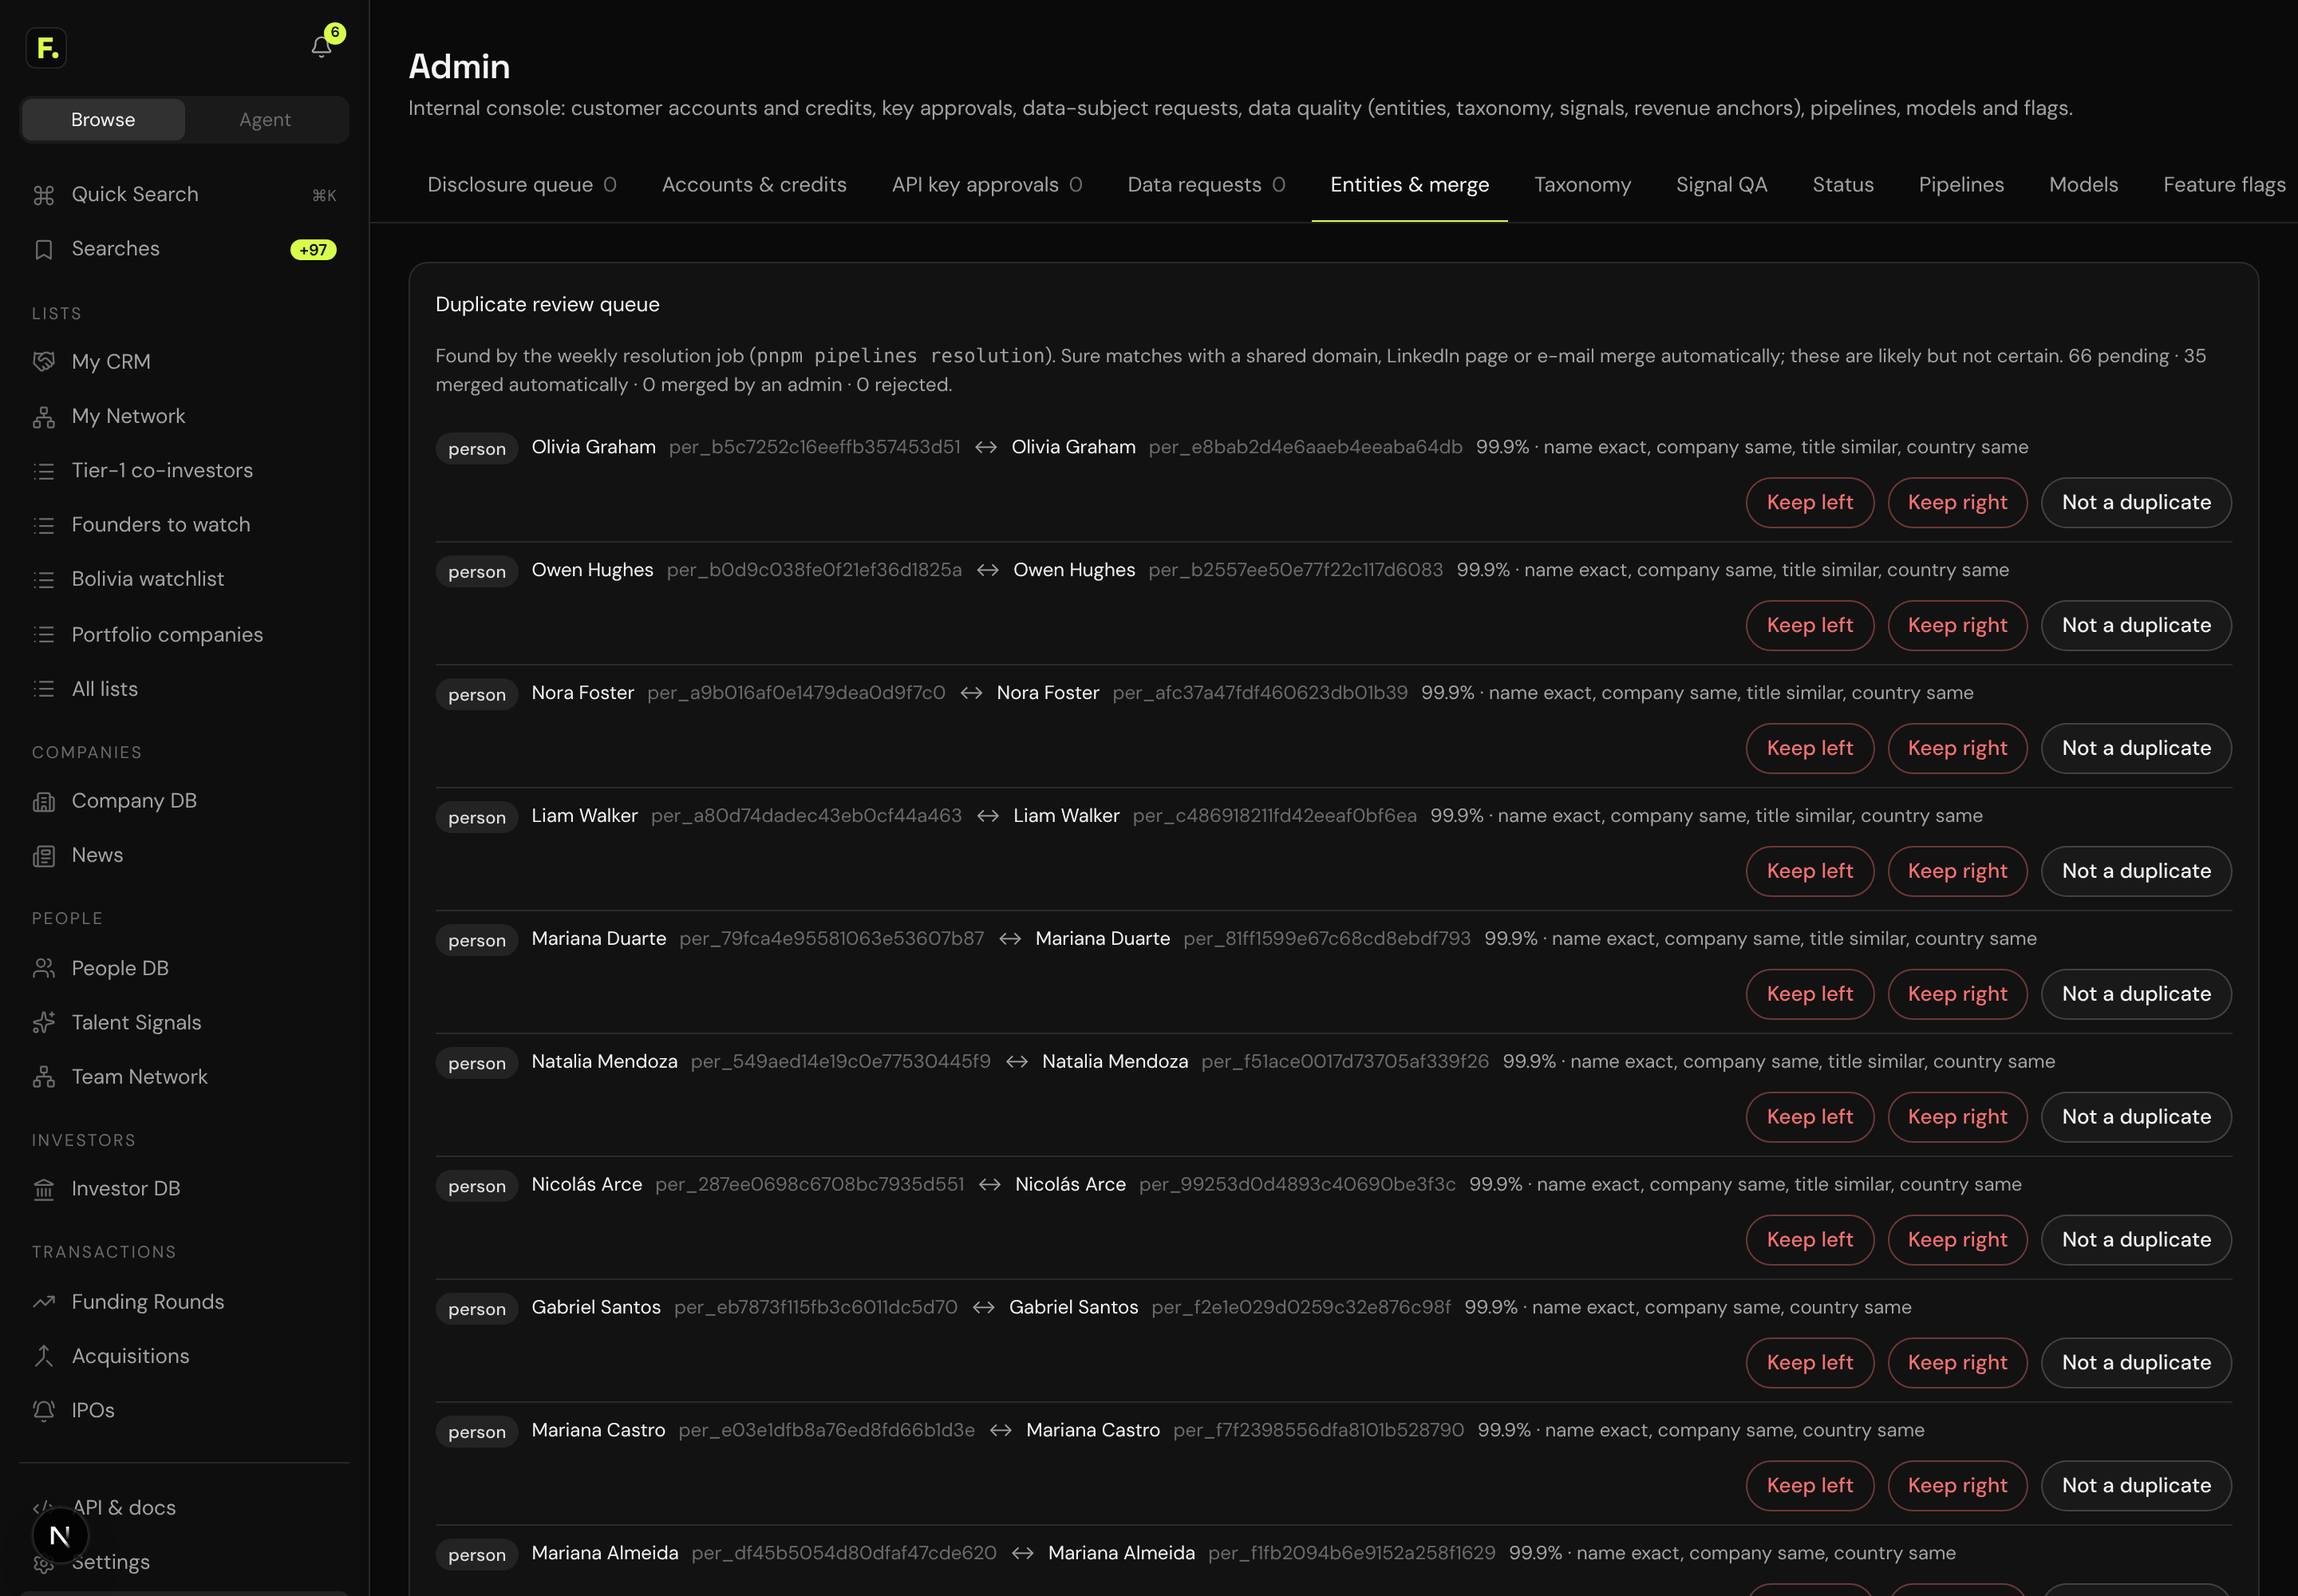 F.
6
Browse
Agent
Quick Search
⌘K
Searches
+97
LISTS
My CRM
My Network
Tier-1 co-investors
Founders to watch
Bolivia watchlist
Portfolio companies
All lists
COMPANIES
Company DB
News
PEOPLE
People DB
Talent Signals
Team Network
INVESTORS
Investor DB
TRANSACTIONS
Funding Rounds
Acquisitions
IPOs
API & docs
N
Settings
Admin
Internal console: customer accounts and credits, key approvals, data-subject requests, data quality (entities, taxonomy, signals, revenue anchors), pipelines, models and flags.
Disclosure queue 0
Accounts & credits
API key approvals 0
Data requests 0
Entities & merge
Taxonomy
Signal QA
Status
Pipelines
Models
Feature flags
Duplicate review queue
Found by the weekly resolution job (pnpm pipelines resolution). Sure matches with a shared domain, LinkedIn page or e-mail merge automatically; these are likely but not certain. 66 pending · 35
merged automatically · 0 merged by an admin · 0 rejected.
person Olivia Graham per_b5c7252c16eeffb357453d51 ↔ Olivia Graham per_e8bab2d4e6aaeb4eeaba64db 99.9% · name exact, company same, title similar, country same
Keep left Keep right Not a duplicate
person Owen Hughes per_b0d9c038fe0f21ef36d1825a ↔ Owen Hughes per_b2557ee50e77f22c117d6083 99.9% · name exact, company same, title similar, country same
Keep left Keep right Not a duplicate
person Nora Foster per_a9b016af0e1479dea0d9f7c0 ↔ Nora Foster per_afc37a47fdf460623db01b39 99.9% · name exact, company same, title similar, country same
Keep left Keep right Not a duplicate
person Liam Walker per_a80d74dadec43eb0cf44a463 ↔ Liam Walker per_c486918211fd42eeaf0bf6ea 99.9% · name exact, company same, title similar, country same
Keep left Keep right Not a duplicate
person Mariana Duarte per_79fca4e95581063e53607b87 ↔ Mariana Duarte per_81ff1599e67c68cd8ebdf793 99.9% · name exact, company same, title similar, country same
Keep left Keep right Not a duplicate
person Natalia Mendoza per_549aed14e19c0e77530445f9 ↔ Natalia Mendoza per_f51ace0017d73705af339f26 99.9% · name exact, company same, title similar, country same
Keep left Keep right Not a duplicate
person Nicolás Arce per_287ee0698c6708bc7935d551 ↔ Nicolás Arce per_99253d0d4893c40690be3f3c 99.9% · name exact, company same, title similar, country same
Keep left Keep right Not a duplicate
person Gabriel Santos per_eb7873f115fb3c6011dc5d70 ↔ Gabriel Santos per_f2e1e029d0259c32e876c98f 99.9% · name exact, company same, country same
Keep left Keep right Not a duplicate
person Mariana Castro per_e03e1dfb8a76ed8fd66b1d3e ↔ Mariana Castro per_f7f2398556dfa8101b528790 99.9% · name exact, company same, country same
Keep left Keep right Not a duplicate
person Mariana Almeida per_df45b5054d80dfaf47cde620 ↔ Mariana Almeida per_f1fb2094b6e9152a258f1629 99.9% · name exact, company same, country same